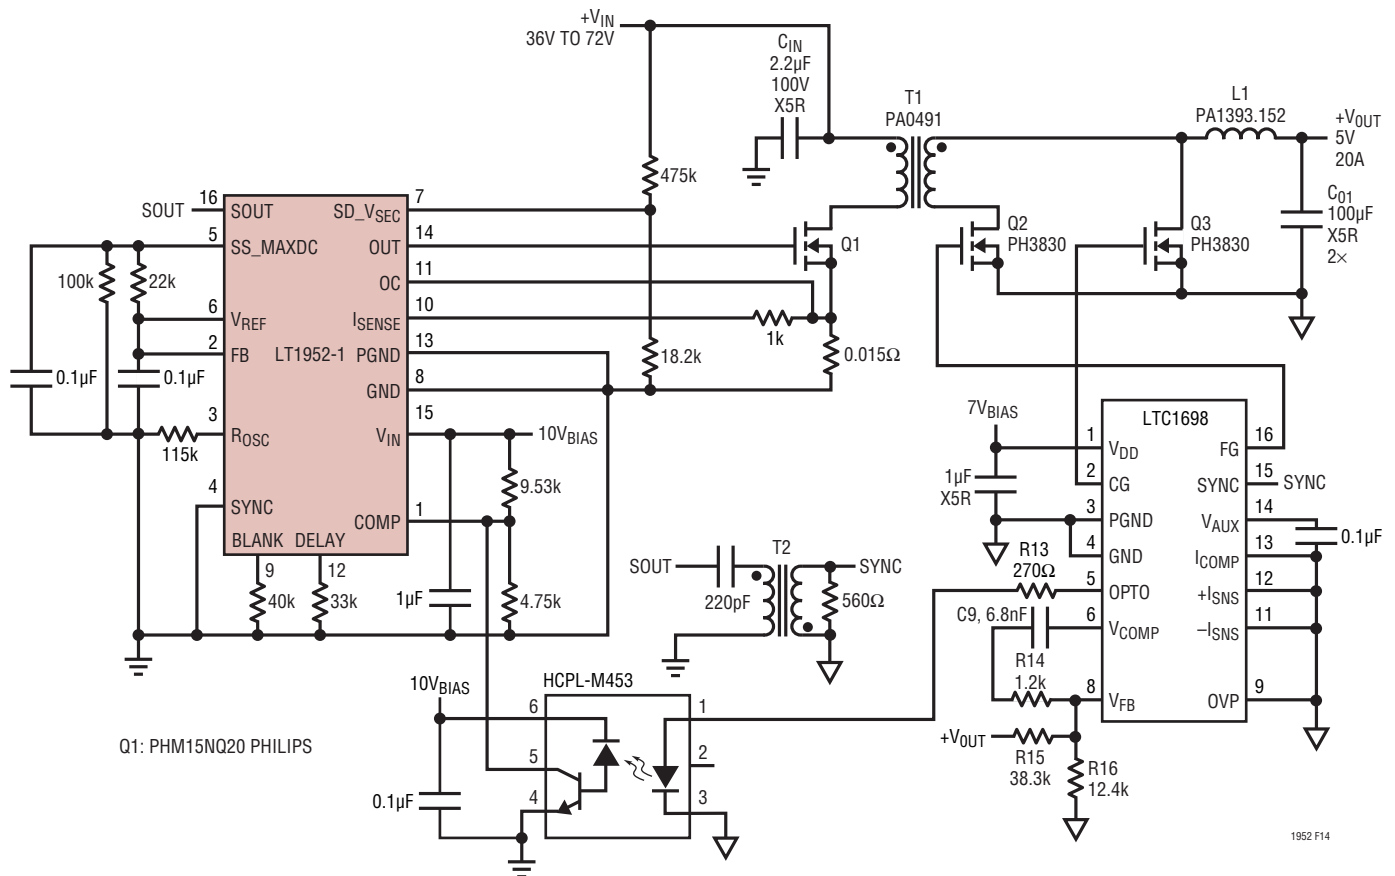 +VIN
36V TO 72V
CIN
2.2µF
100V
X5R
T1
PA0491
L1
PA1393.152
+VOUT
5V
20A
CO1
100µF
X5R
2×
475k
SOUT
16
SOUT
SD_VSEC
7
5
SS_MAXDC
OUT
14
Q1
Q2
PH3830
Q3
PH3830
100k
22k
OC
11
6
VREF
ISENSE
10
1k
2
FB
LT1952-1
PGND
13
18.2k
0.015Ω
0.1µF
0.1µF
GND
8
3
ROSC
115k
VIN
15
10VBIAS
9.53k
4
SYNC
COMP
1
BLANK
DELAY
9
12
40k
33k
1µF
4.75k
7VBIAS
1µF
X5R
LTC1698
1
VDD
FG
16
2
CG
SYNC
15
SYNC
3
PGND
VAUX
14
0.1µF
4
GND
ICOMP
13
R13
270Ω
5
OPTO
+ISNS
12
C9, 6.8nF
6
VCOMP
–ISNS
11
R14
1.2k
8
VFB
OVP
9
+VOUT
R15
38.3k
R16
12.4k
SOUT
220pF
T2
SYNC
560Ω
10VBIAS
HCPL-M453
6
1
5
2
4
3
0.1µF
Q1: PHM15NQ20 PHILIPS
1952 F14